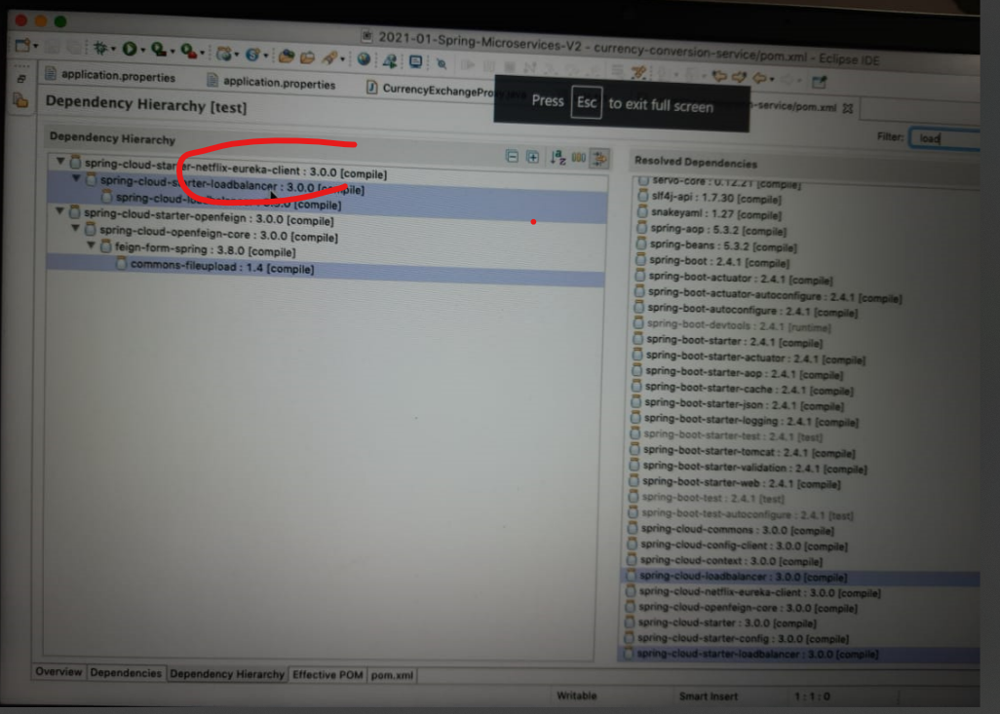 2021-01-Spring-Microservices-V2 - currency-conversion-service/pom.xml - Eclipse IDE
application.properties
application.properties
CurrencyExchangePro
-service/pom.xml
Press Esc to exit full screen
Dependency Hierarchy [test]
Filter:
load
Dependency Hierarchy
spring-cloud-starter-netflix-eureka-client : 3.0.0 [compile]
spring-cloud-starter-loadbalancer : 3.0.0 [compile]
spring-cloud-loadbalancer : 3.0.0 [compile]
spring-cloud-starter-openfeign : 3.0.0 [compile]
spring-cloud-openfeign-core : 3.0.0 [compile]
feign-form-spring : 3.8.0 [compile]
commons-fileupload : 1.4 [compile]
Resolved Dependencies
servo-core : 0.12.21 [compile]
slf4j-api : 1.7.30 [compile]
snakeyaml : 1.27 [compile]
spring-aop : 5.3.2 [compile]
spring-beans : 5.3.2 [compile]
spring-boot : 2.4.1 [compile]
spring-boot-actuator : 2.4.1 [compile]
spring-boot-actuator-autoconfigure : 2.4.1 [compile]
spring-boot-autoconfigure : 2.4.1 [compile]
spring-boot-devtools : 2.4.1 [runtime]
spring-boot-starter : 2.4.1 [compile]
spring-boot-starter-actuator : 2.4.1 [compile]
spring-boot-starter-aop : 2.4.1 [compile]
spring-boot-starter-cache : 2.4.1 [compile]
spring-boot-starter-json : 2.4.1 [compile]
spring-boot-starter-logging : 2.4.1 [compile]
spring-boot-starter-test : 2.4.1 [test]
spring-boot-starter-tomcat : 2.4.1 [compile]
spring-boot-starter-validation : 2.4.1 [compile]
spring-boot-starter-web : 2.4.1 [compile]
spring-boot-test : 2.4.1 [test]
spring-boot-test-autoconfigure : 2.4.1 [test]
spring-cloud-commons : 3.0.0 [compile]
spring-cloud-config-client : 3.0.0 [compile]
spring-cloud-context : 3.0.0 [compile]
spring-cloud-loadbalancer : 3.0.0 [compile]
spring-cloud-netflix-eureka-client : 3.0.0 [compile]
spring-cloud-openfeign-core : 3.0.0 [compile]
spring-cloud-starter : 3.0.0 [compile]
spring-cloud-starter-config : 3.0.0 [compile]
spring-cloud-starter-loadbalancer : 3.0.0 [compile]
Overview Dependencies Dependency Hierarchy Effective POM pom.xml
Writable
Smart Insert
1 : 1 : 0